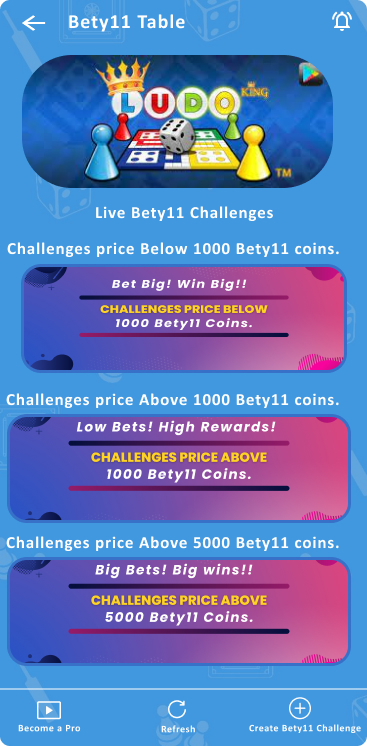 Bety11 Table
LUDO
KING
TM
Live Bety11 Challenges
Challenges price Below 1000 Bety11 coins.
Bet Big! Win Big!!
CHALLENGES PRICE BELOW
1000 Bety11 Coins.
Challenges price Above 1000 Bety11 coins.
Low Bets! High Rewards!
CHALLENGES PRICE ABOVE
1000 Bety11 Coins.
Challenges price Above 5000 Bety11 coins.
Big Bets! Big wins!!
CHALLENGES PRICE ABOVE
5000 Bety11 Coins.
Become a Pro
Refresh
Create Bety11 Challenge